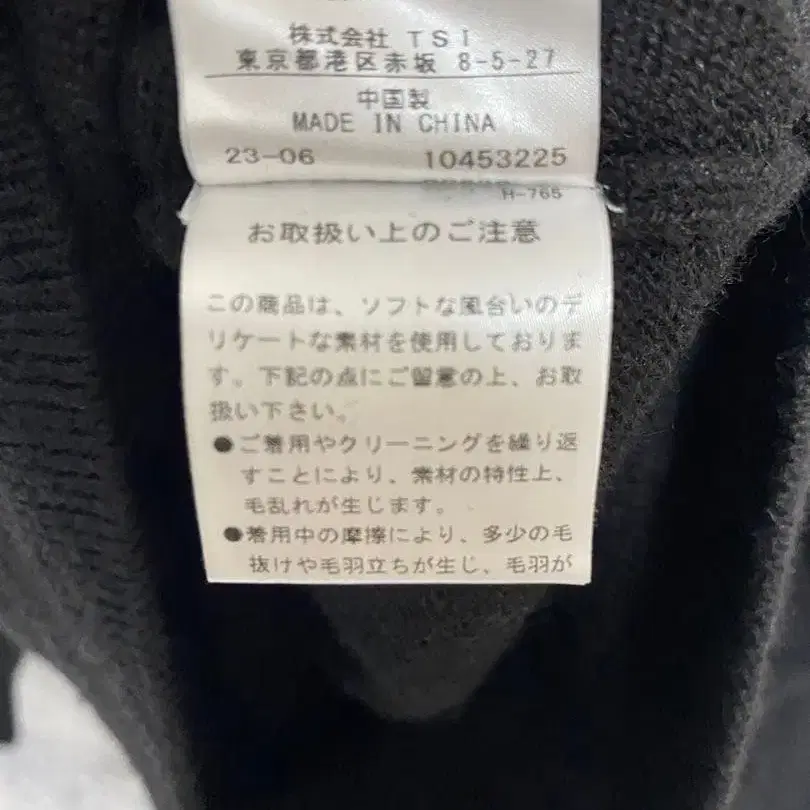 株式会社 TSI
東京都港区赤坂 8-5-27
中国製
MADE IN CHINA
23-06 10453225
H-765
お取扱い上のご注意
この商品は、ソフトな風合いのデ
リケートな素材を使用しておりま
す。下記の点にご留意の上、お取
扱い下さい。
●ご着用やクリーニングを繰り返
すことにより、素材の特性上、
毛乱れが生じます。
●着用中の摩擦により、多少の毛
抜けや毛羽立ちが生じ、毛羽が